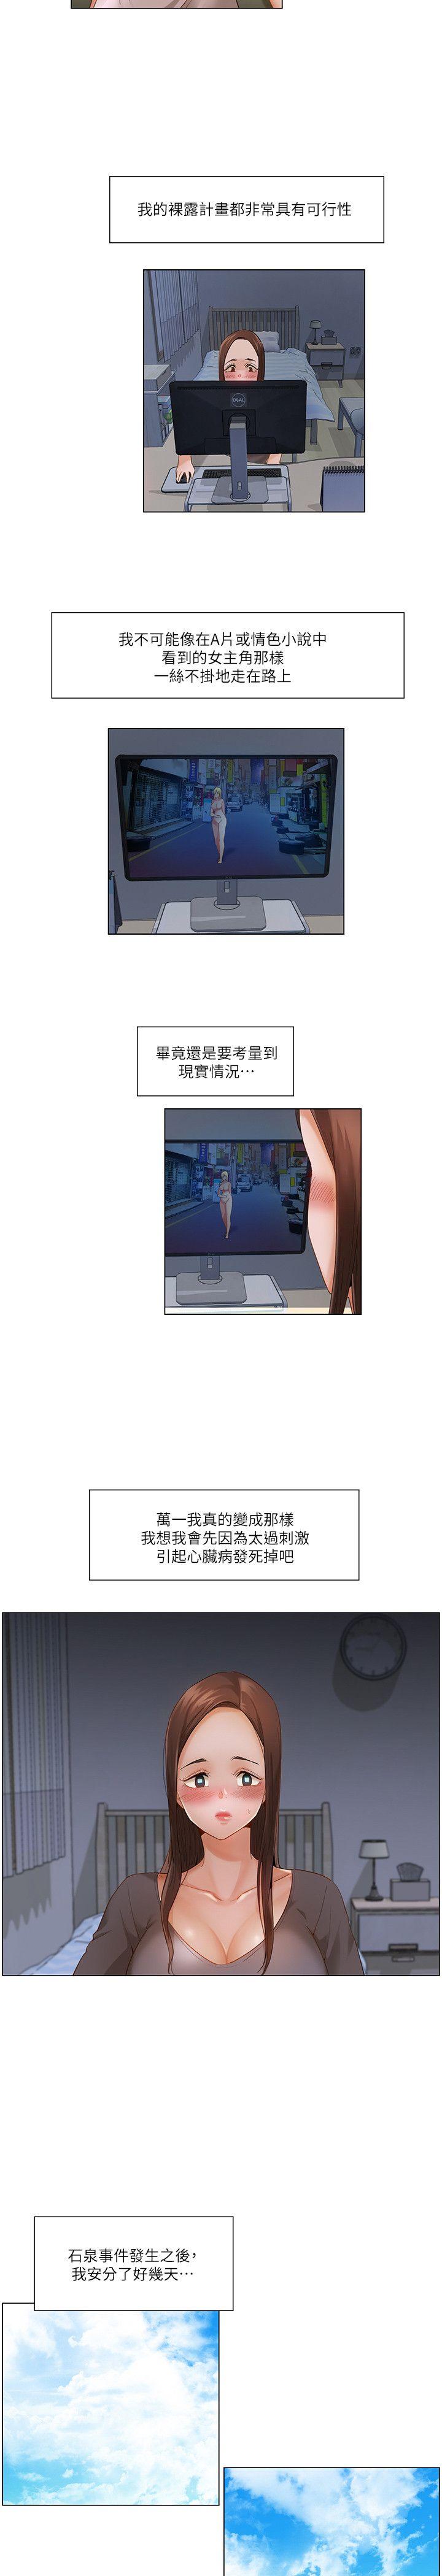 我的裸露計畫都非常具有可行性
DEAL
我不可能像在A片或情色小說中
看到的女主角那樣
一絲不掛地走在路上
畢竟還是要考量到
現實情況…
萬一我真的變成那樣
我想我會先因為太過刺激
引起心臟病發死掉吧
石泉事件發生之後,
我安分了好幾天…